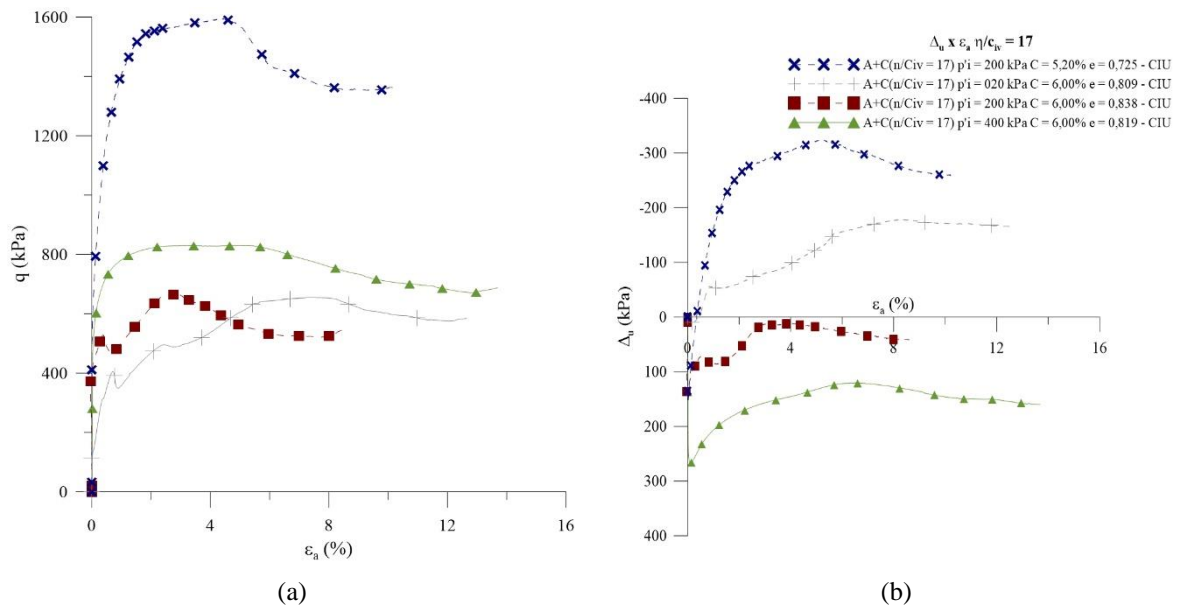 1600
1200
800
400
0
q (kPa)
0 4 8 12 16
εa (%)
(a)
Δu x εa η/civ = 17
A+C(n/Civ = 17) p'i = 200 kPa C = 5,20% e = 0,725 - CIU
A+C(n/Civ = 17) p'i = 020 kPa C = 6,00% e = 0,809 - CIU
A+C(n/Civ = 17) p'i = 200 kPa C = 6,00% e = 0,838 - CIU
A+C(n/Civ = 17) p'i = 400 kPa C = 6,00% e = 0,819 - CIU
-400
-300
-200
-100
0
100
200
300
400
Δu (kPa)
εa (%)
0 4 8 12 16
(b)